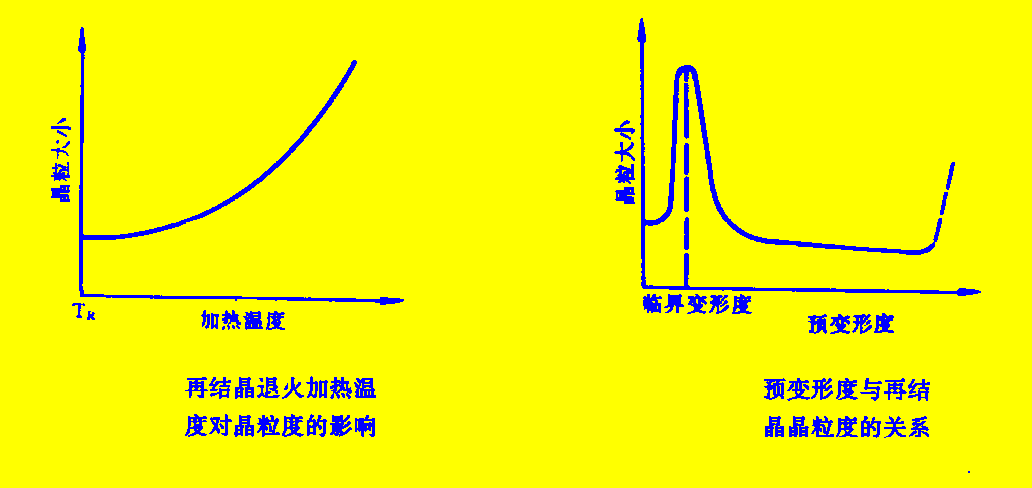 晶粒大小
T_R
加热温度
再结晶退火加热温
度对晶粒度的影响
晶粒大小
临界变形度
预变形度
预变形度与再结
晶晶粒度的关系